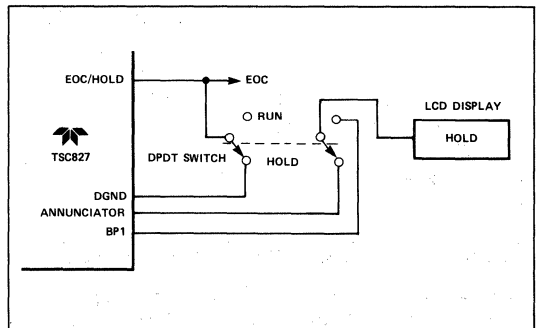 EOC/HOLD
EOC
RUN
LCD DISPLAY
HOLD
TSC827
DPDT SWITCH
HOLD
DGND
ANNUNCIATOR
BP1